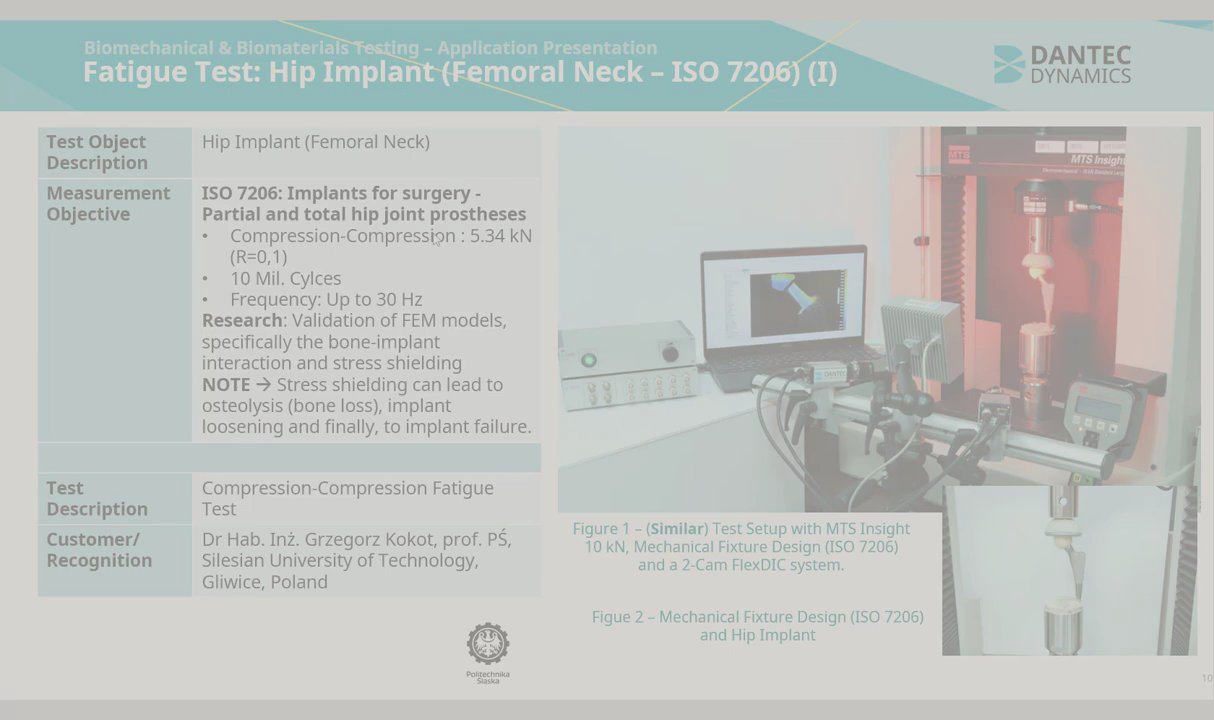 Biomechanical & Biomaterials Testing – Application Presentation
Fatigue Test: Hip Implant (Femoral Neck – ISO 7206) (I)
DANTEC
DYNAMICS
Test Object
Description
Hip Implant (Femoral Neck)
Measurement
Objective
ISO 7206: Implants for surgery -
Partial and total hip joint prostheses
• Compression-Compression : 5.34 kN
(R=0,1)
• 10 Mil. Cylces
• Frequency: Up to 30 Hz
Research: Validation of FEM models,
specifically the bone-implant
interaction and stress shielding
NOTE → Stress shielding can lead to
osteolysis (bone loss), implant
loosening and finally, to implant failure.
Test
Description
Compression-Compression Fatigue
Test
Customer/
Recognition
Dr Hab. Inż. Grzegorz Kokot, prof. PŚ,
Silesian University of Technology,
Gliwice, Poland
Politechnika
Śląska
MTS
MTS Insight
DANTEC
Figure 1 – (Similar) Test Setup with MTS Insight
10 kN, Mechanical Fixture Design (ISO 7206)
and a 2-Cam FlexDIC system.
Figue 2 – Mechanical Fixture Design (ISO 7206)
and Hip Implant
10